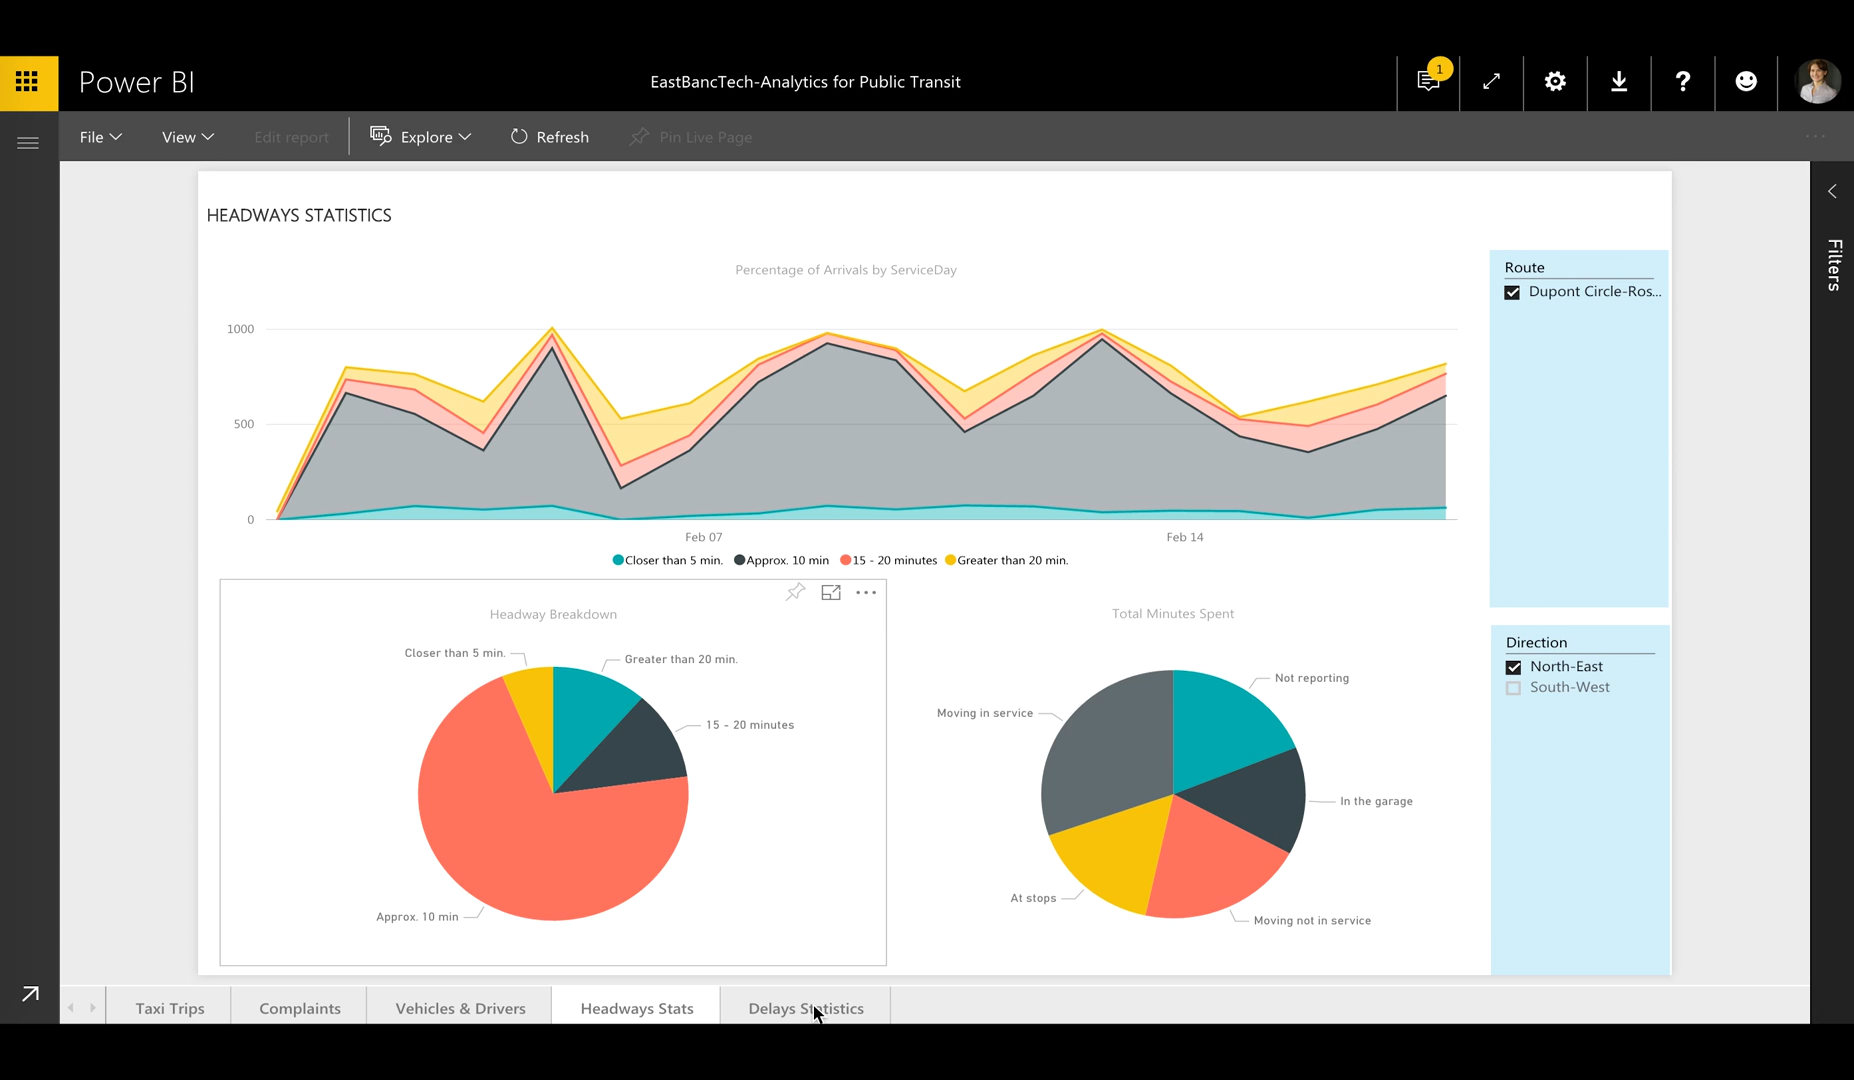 Power BI
EastBancTech-Analytics for Public Transit
1
?
File
View
Edit report
Explore
Refresh
Pin Live Page
Filters
HEADWAYS STATISTICS
Percentage of Arrivals by ServiceDay
1000
500
0
Feb 07
Feb 14
Closer than 5 min.
Approx. 10 min
15 - 20 minutes
Greater than 20 min.
Route
Dupont Circle-Ros...
Headway Breakdown
Closer than 5 min.
Greater than 20 min.
15 - 20 minutes
Approx. 10 min
Total Minutes Spent
Not reporting
Moving in service
In the garage
At stops
Moving not in service
Direction
North-East
South-West
Taxi Trips
Complaints
Vehicles & Drivers
Headways Stats
Delays Statistics